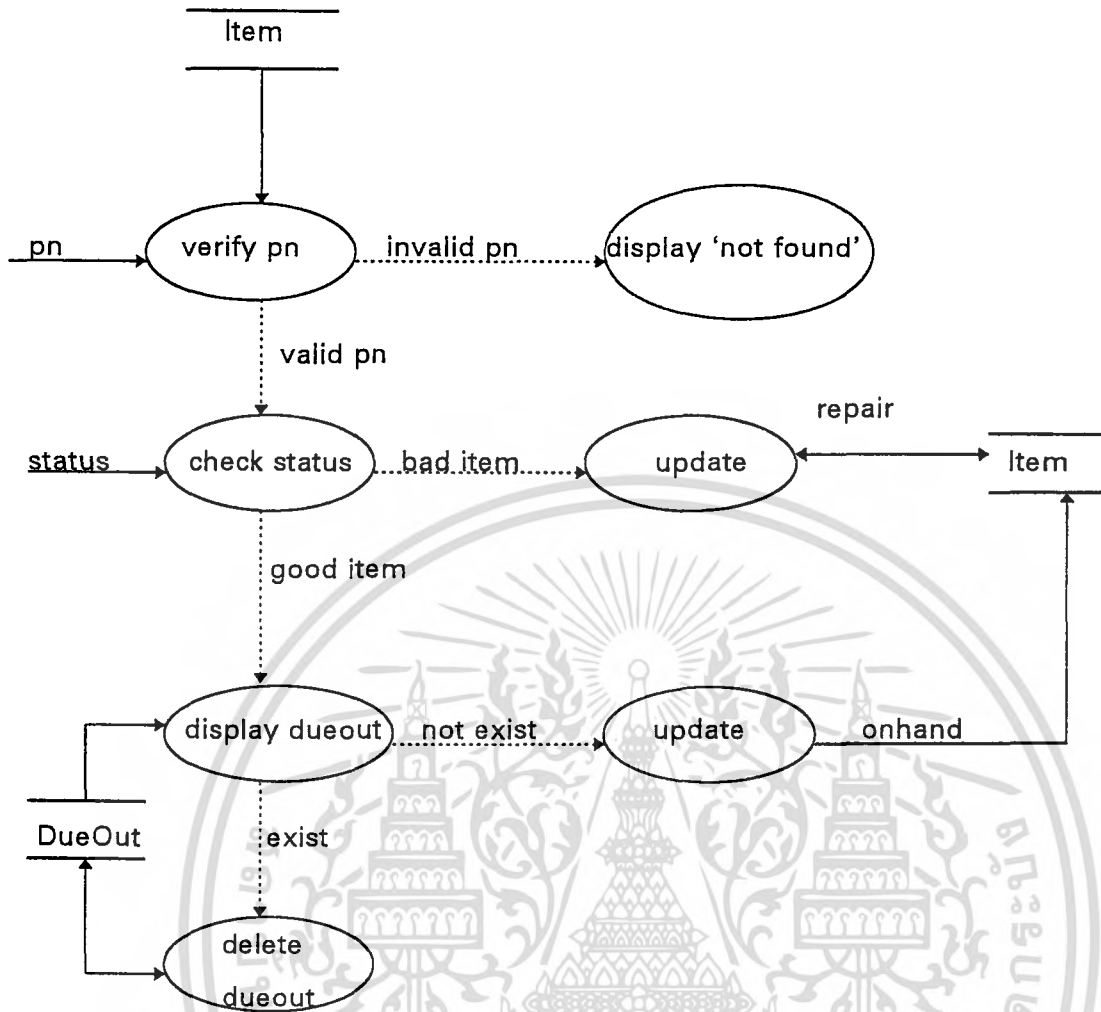 Item
pn
verify pn
invalid pn
display ‘not found’
valid pn
repair
status
check status
bad item
update
Item
good item
display dueout
not exist
update
onhand
DueOut
exist
delete
dueout